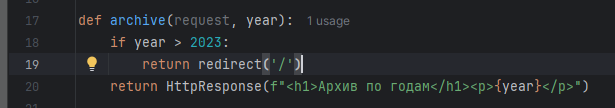 17 def archive(request, year): 1 usage
18 if year > 2023:
19 return redirect('/')
20 return HttpResponse(f"<h1>Архив по годам</h1><p>{year}</p>")